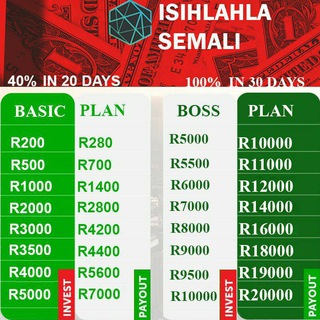 ISIHLAHLA
SEMALI
40% IN 20 DAYS
100% IN 30 DAYS
BASIC PLAN
R200 R280
R500 R700
R1000 R1400
R2000 R2800
R3000 R4200
R3500 R4400
R4000 R5600
R5000 R7000
INVEST
PAYOUT
BOSS PLAN
R5000 R10000
R5500 R11000
R6000 R12000
R7000 R14000
R8000 R16000
R9000 R18000
R9500 R19000
R10000 R20000
INVEST
PAYOUT